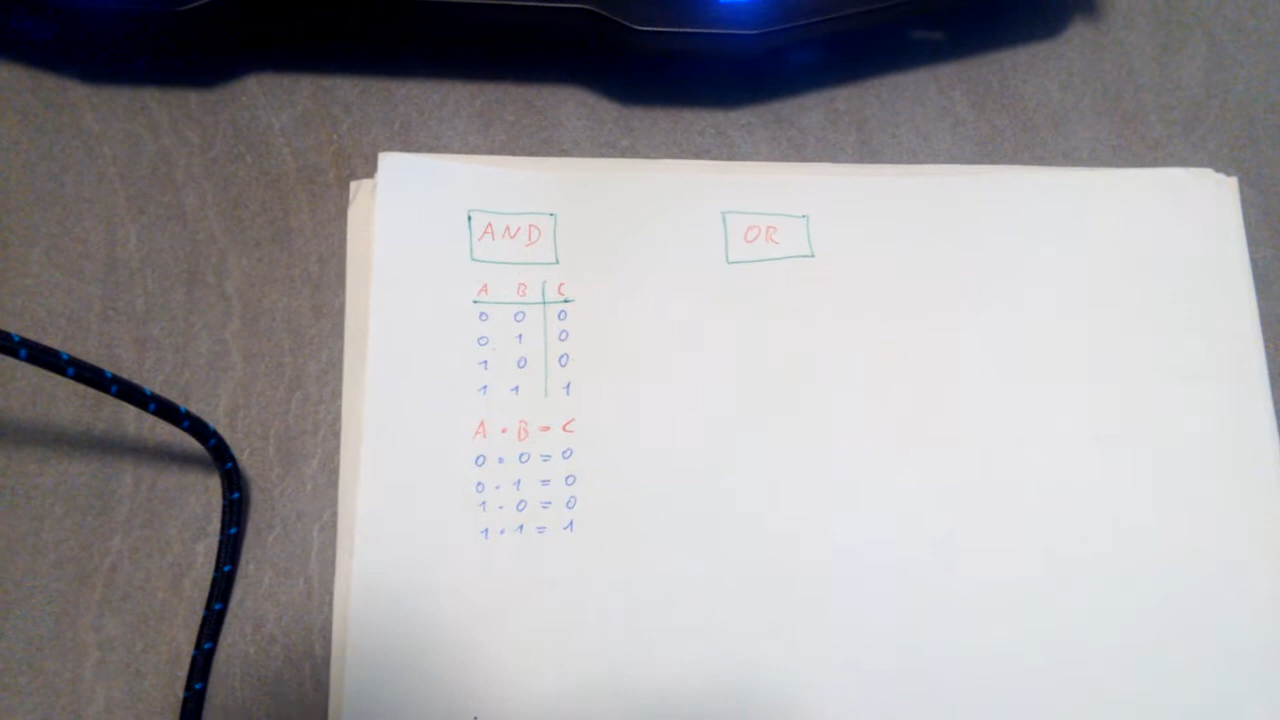 AND
OR
A B C
0 0 0
0 1 0
1 0 0
1 1 1
A · B = C
0 · 0 = 0
0 · 1 = 0
1 · 0 = 0
1 · 1 = 1